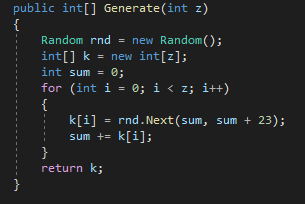 public int[] Generate(int z)
{
    Random rnd = new Random();
    int[] k = new int[z];
    int sum = 0;
    for (int i = 0; i < z; i++)
    {
        k[i] = rnd.Next(sum, sum + 23);
        sum += k[i];
    }
    return k;
}